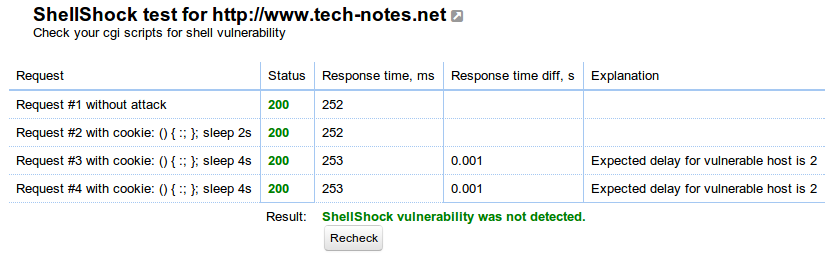 ShellShock test for http://www.tech-notes.net
Check your cgi scripts for shell vulnerability
Request Status Response time, ms Response time diff, s Explanation
Request #1 without attack 200 252
Request #2 with cookie: () { :; }; sleep 2s 200 252
Request #3 with cookie: () { :; }; sleep 4s 200 253 0.001 Expected delay for vulnerable host is 2
Request #4 with cookie: () { :; }; sleep 4s 200 253 0.001 Expected delay for vulnerable host is 2
Result: ShellShock vulnerability was not detected.
Recheck